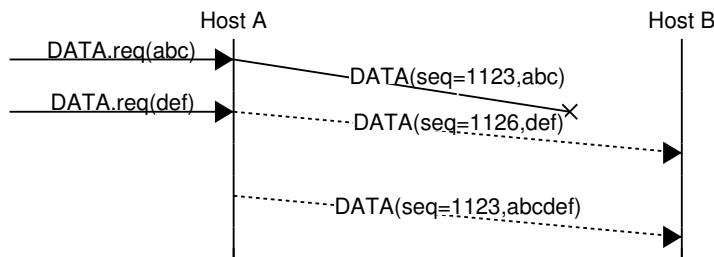 Host A
Host B
DATA.req(abc)
DATA(seq=1123,abc)
DATA.req(def)
DATA(seq=1126,def)
DATA(seq=1123,abcdef)